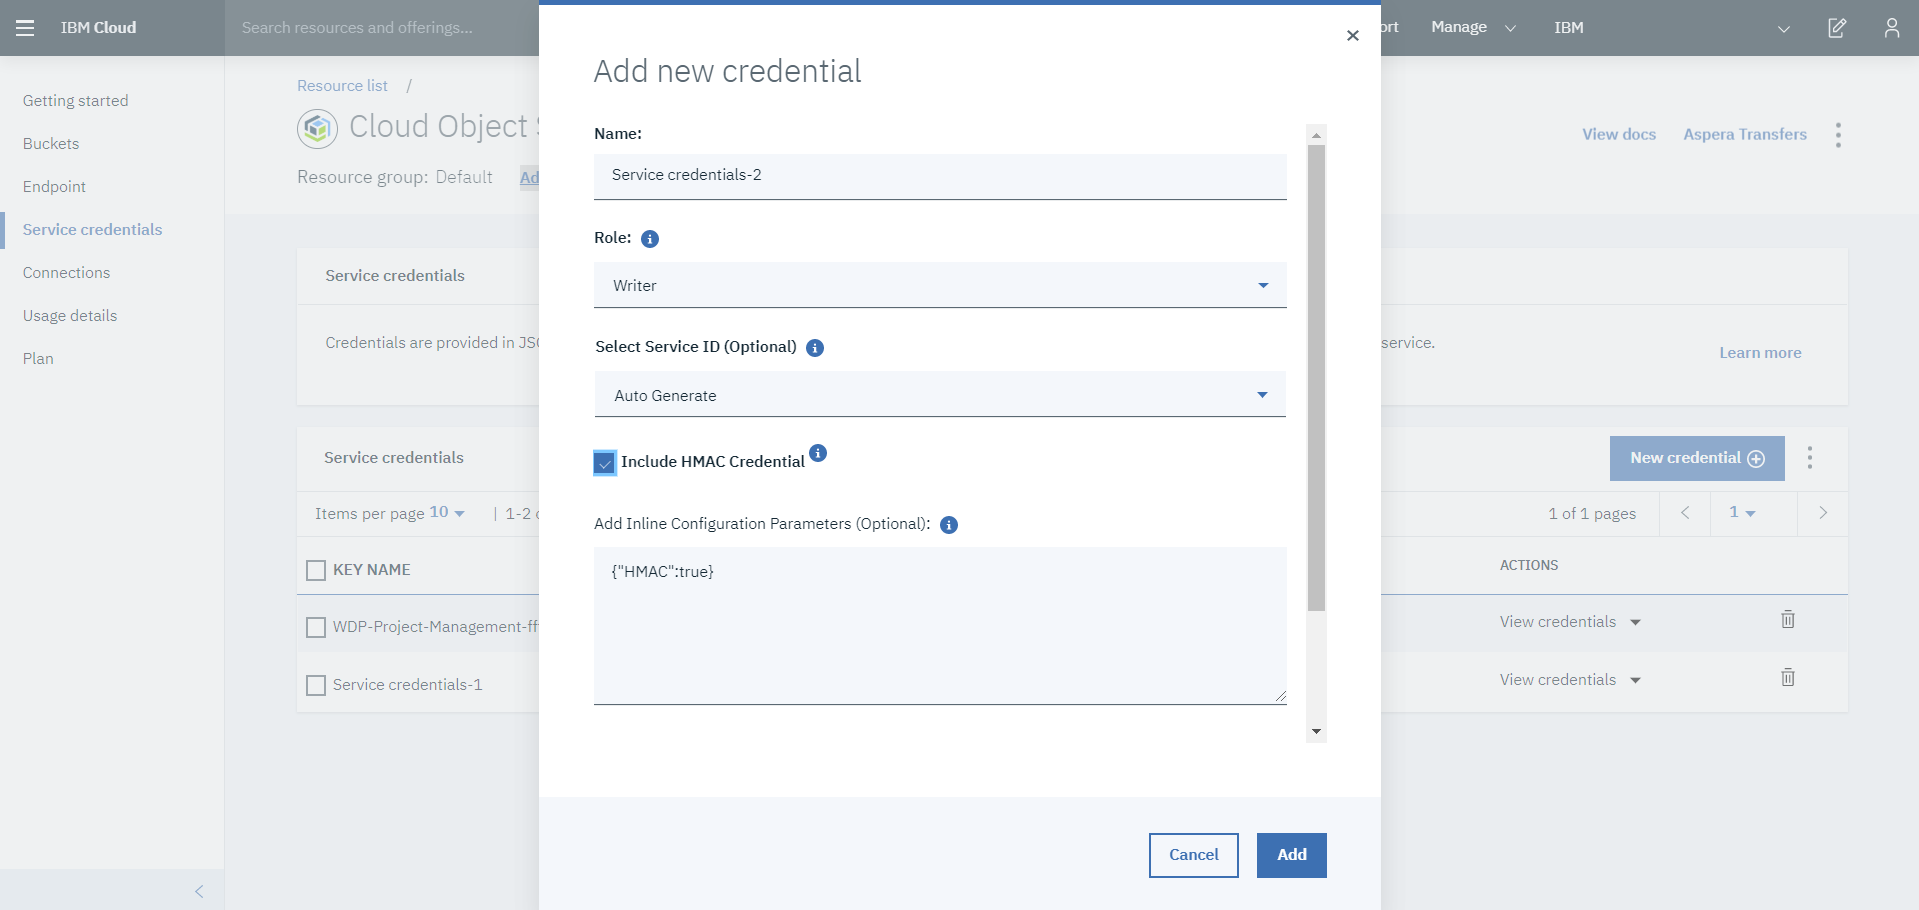 IBM Cloud
Search resources and offerings...
Manage
IBM
Getting started
Buckets
Endpoint
Service credentials
Connections
Usage details
Plan
Resource list /
Cloud Object
Resource group: Default
View docs
Aspera Transfers
Service credentials
Credentials are provided in
service.
Learn more
Service credentials
New credential
Items per page 10
| 1-2
1 of 1 pages
1
KEY NAME
ACTIONS
WDP-Project-Management-
View credentials
Service credentials-1
View credentials
Add new credential
Name:
Service credentials-2
Role:
Writer
Select Service ID (Optional)
Auto Generate
Include HMAC Credential
Add Inline Configuration Parameters (Optional):
{"HMAC":true}
Cancel
Add